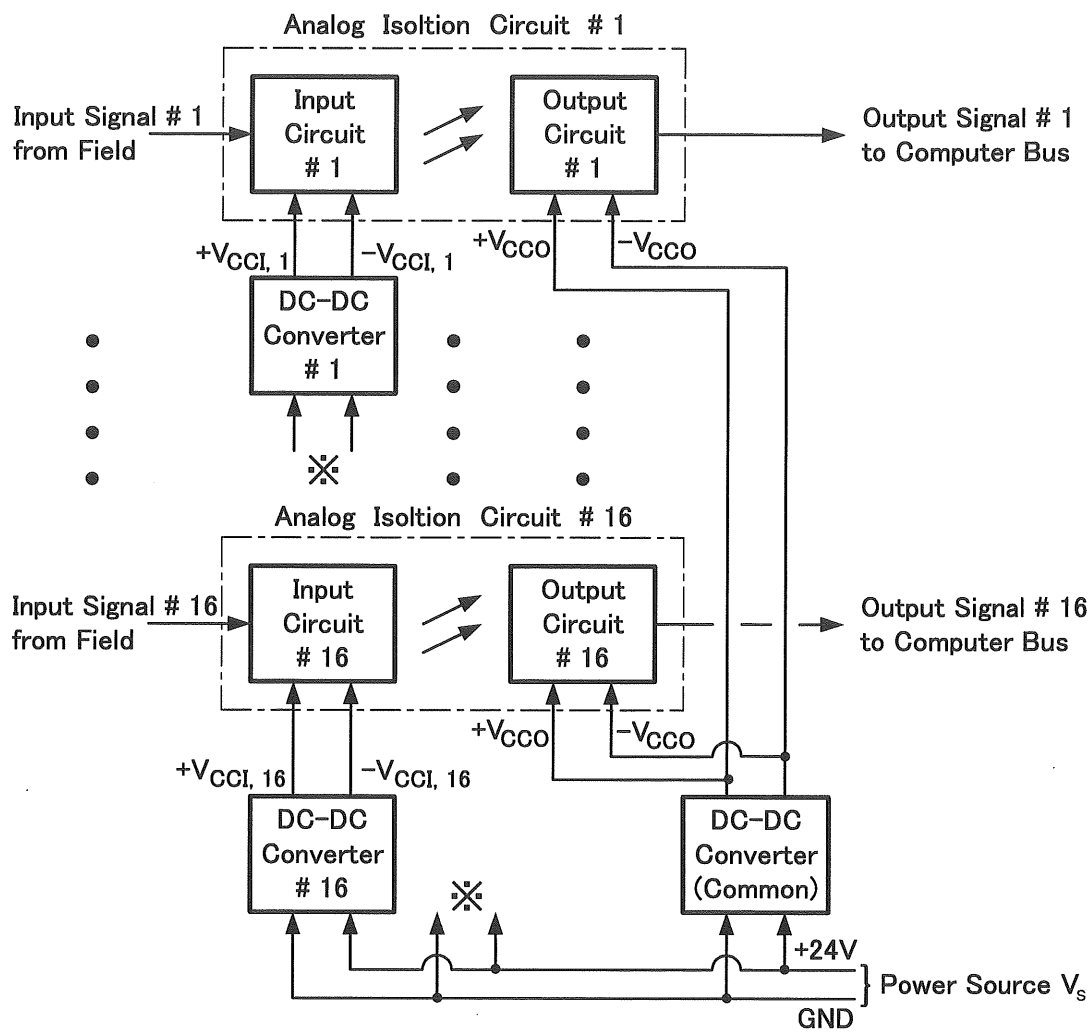 Analog Isoltion Circuit # 1
Input Signal # 1
from Field
Input
Circuit
# 1
Output
Circuit
# 1
Output Signal # 1
to Computer Bus
+VCCI, 1
−VCCI, 1
+VCCO
−VCCO
DC-DC
Converter
# 1
※
Analog Isoltion Circuit # 16
Input Signal # 16
from Field
Input
Circuit
# 16
Output
Circuit
# 16
Output Signal # 16
to Computer Bus
+VCCI, 16
−VCCI, 16
+VCCO
−VCCO
DC-DC
Converter
# 16
※
DC-DC
Converter
(Common)
+24V
Power Source Vs
GND